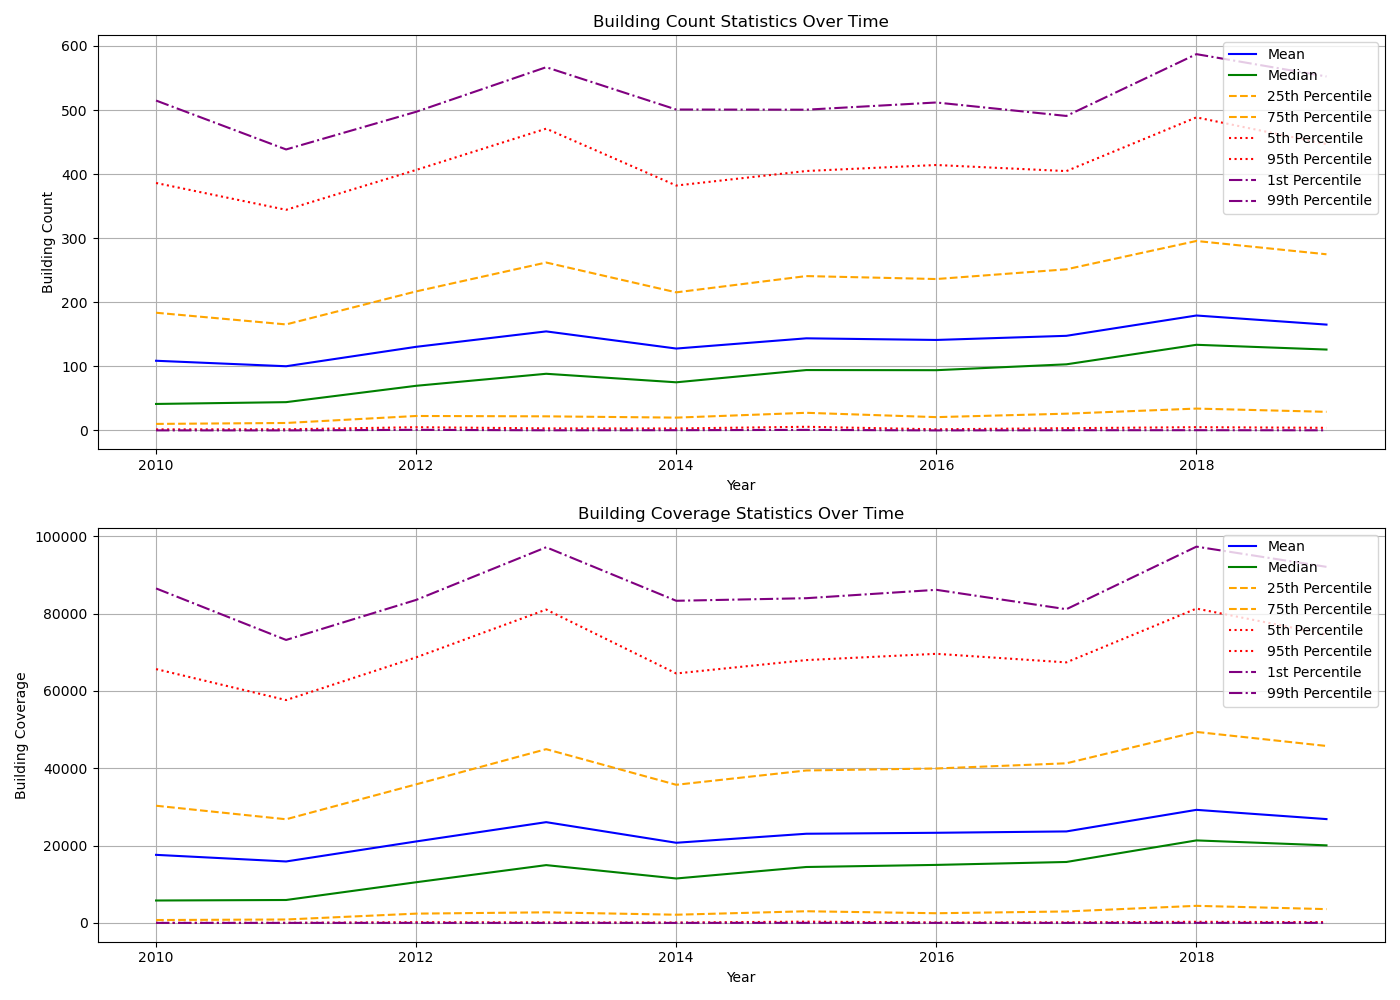 Building Count Statistics Over Time
600
500
400
300
200
100
0
Building Count
Mean
Median
25th Percentile
75th Percentile
5th Percentile
95th Percentile
1st Percentile
99th Percentile
2010 2012 2014 2016 2018
Year
Building Coverage Statistics Over Time
100000
80000
60000
40000
20000
0
Building Coverage
Mean
Median
25th Percentile
75th Percentile
5th Percentile
95th Percentile
1st Percentile
99th Percentile
2010 2012 2014 2016 2018
Year